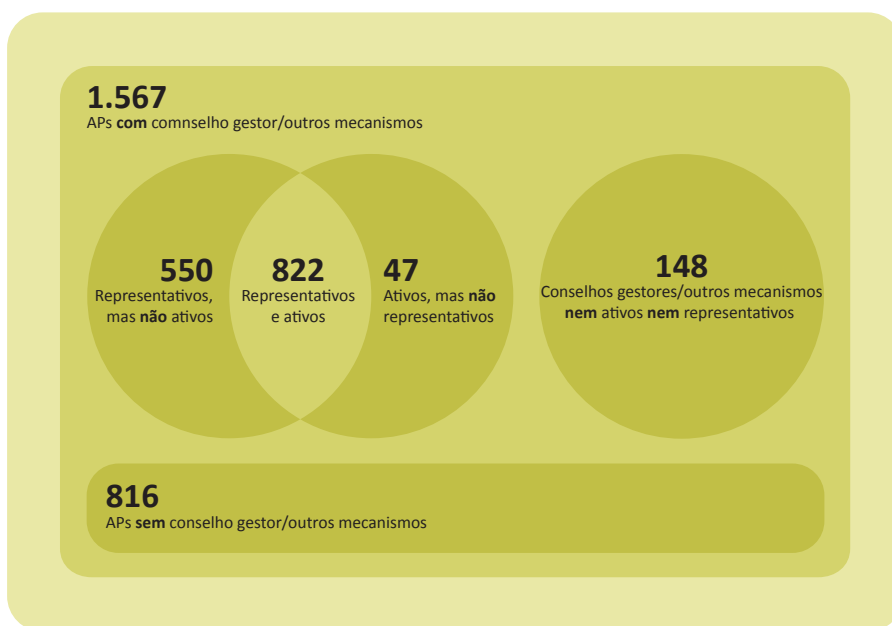 1.567
APs com comnselho gestor/outros mecanismos
550
Representativos,
mas não ativos
822
Representativos
e ativos
47
Ativos, mas não
representativos
148
Conselhos gestores/outros mecanismos
nem ativos nem representativos
816
APs sem conselho gestor/outros mecanismos